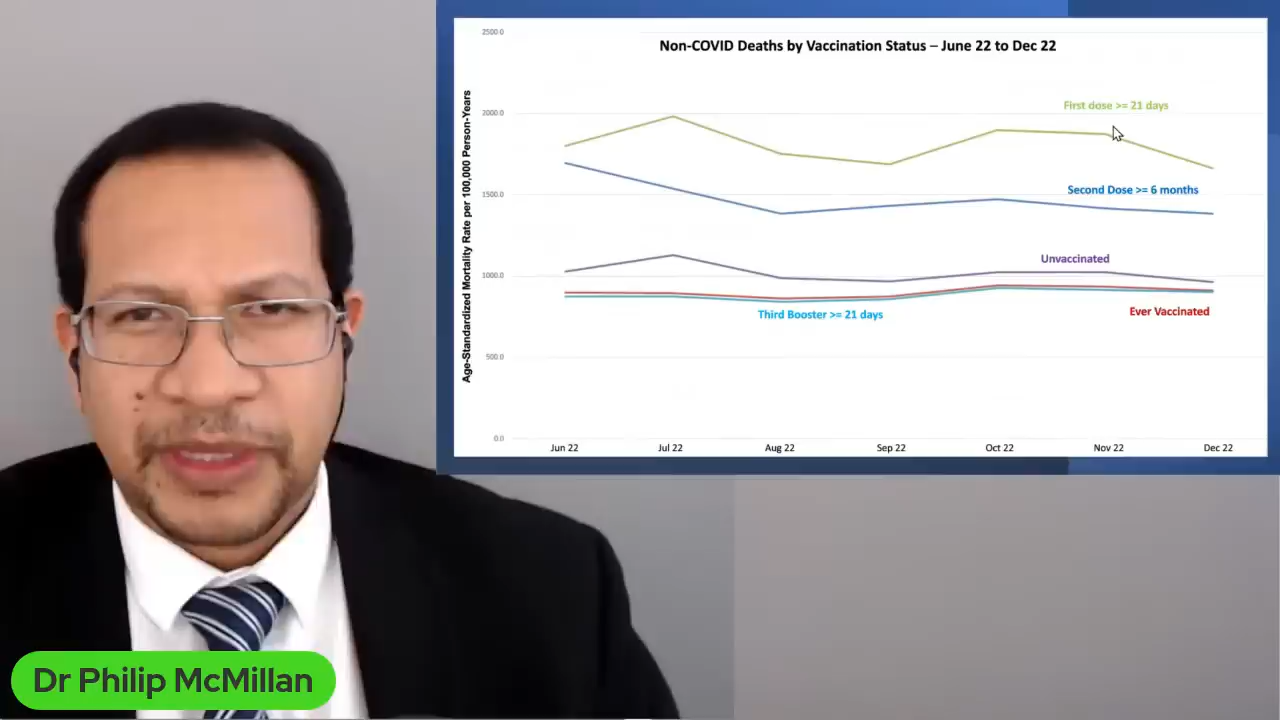 Non-COVID Deaths by Vaccination Status – June 22 to Dec 22
Age-Standardized Mortality Rate per 100,000 Person-Years
2500.0
2000.0
1500.0
1000.0
500.0
0.0
First dose >= 21 days
Second Dose >= 6 months
Unvaccinated
Third Booster >= 21 days
Ever Vaccinated
Jun 22
Jul 22
Aug 22
Sep 22
Oct 22
Nov 22
Dec 22
Dr Philip McMillan